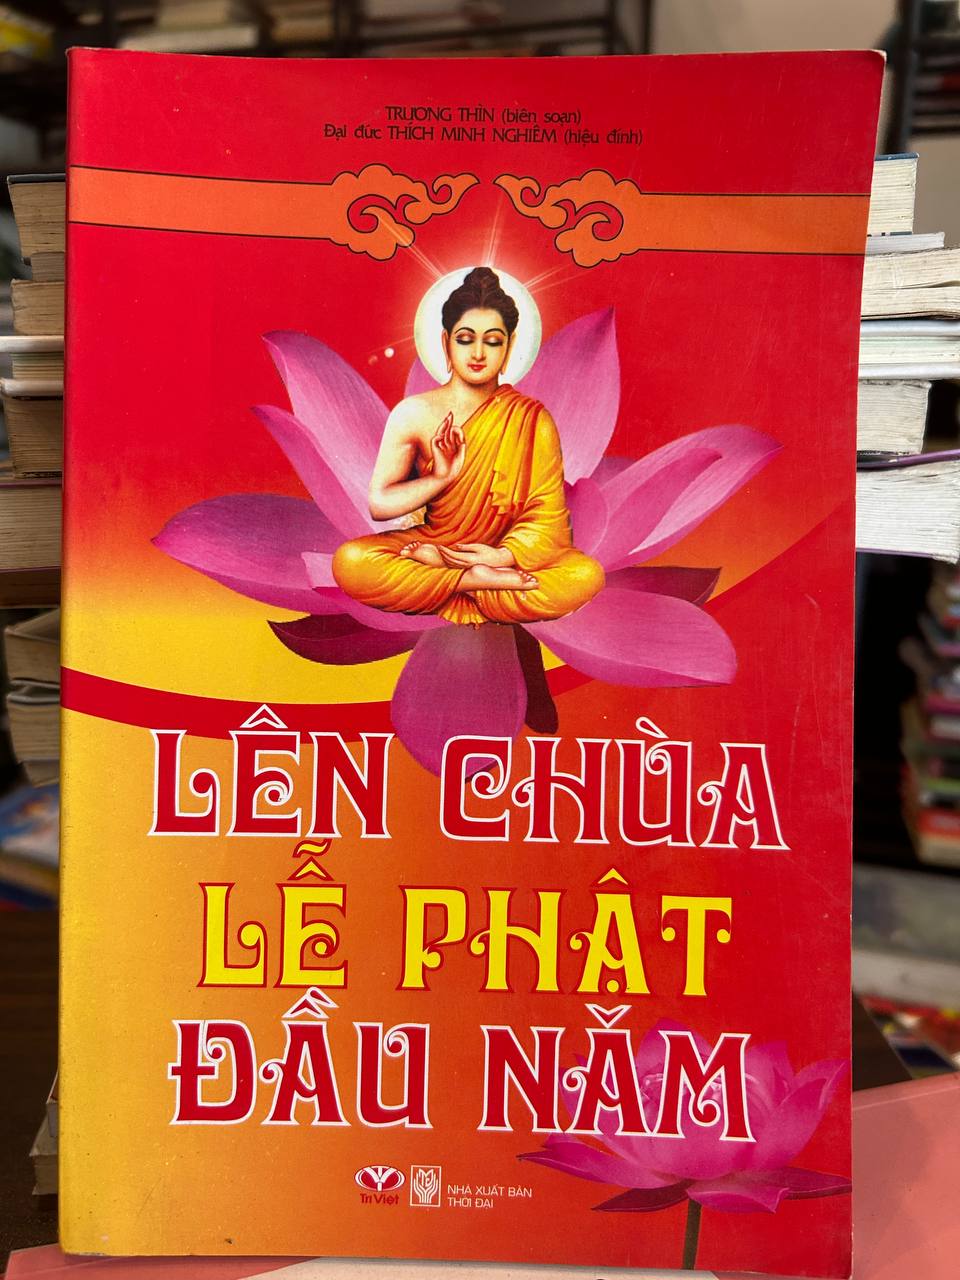 TRƯƠNG THÌN (biên soạn)
Đại đức THÍCH MINH NGHIÊM (hiệu đính)
LÊN CHÙA
LỄ PHẬT
ĐẦU NĂM
Trí Việt
NHÀ XUẤT BẢN
THỜI ĐẠI